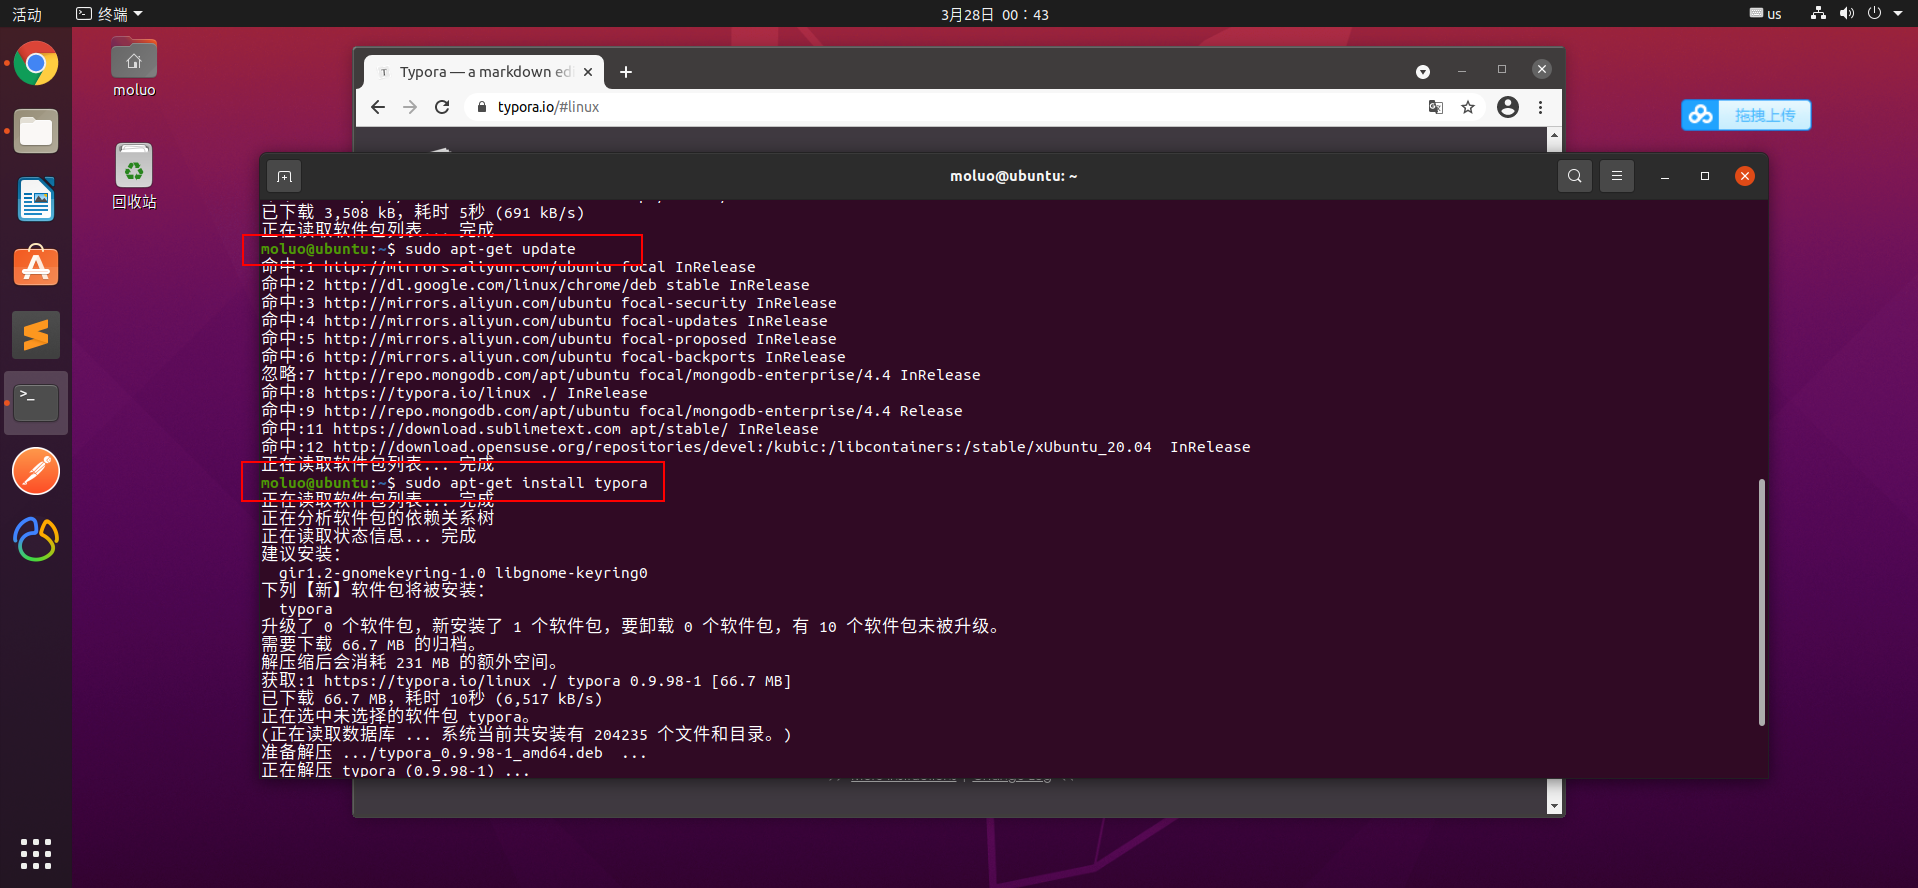 活动
终端
3月28日 00：43
us
moluo
回收站
Typora — a markdown edi
typora.io/#linux
拖拽上传
moluo@ubuntu: ~
已下载 3,508 kB，耗时 5秒 (691 kB/s)
正在读取软件包列表... 完成
moluo@ubuntu:~$ sudo apt-get update
命中:1 http://mirrors.aliyun.com/ubuntu focal InRelease
命中:2 http://dl.google.com/linux/chrome/deb stable InRelease
命中:3 http://mirrors.aliyun.com/ubuntu focal-security InRelease
命中:4 http://mirrors.aliyun.com/ubuntu focal-updates InRelease
命中:5 http://mirrors.aliyun.com/ubuntu focal-proposed InRelease
命中:6 http://mirrors.aliyun.com/ubuntu focal-backports InRelease
忽略:7 http://repo.mongodb.com/apt/ubuntu focal/mongodb-enterprise/4.4 InRelease
命中:8 https://typora.io/linux ./ InRelease
命中:9 http://repo.mongodb.com/apt/ubuntu focal/mongodb-enterprise/4.4 Release
命中:11 https://download.sublimetext.com apt/stable/ InRelease
命中:12 http://download.opensuse.org/repositories/devel:/kubic:/libcontainers:/stable/xUbuntu_20.04  InRelease
正在读取软件包列表... 完成
moluo@ubuntu:~$ sudo apt-get install typora
正在读取软件包列表... 完成
正在分析软件包的依赖关系树
正在读取状态信息... 完成
建议安装：
  gir1.2-gnomekeyring-1.0 libgnome-keyring0
下列【新】软件包将被安装：
  typora
升级了 0 个软件包，新安装了 1 个软件包，要卸载 0 个软件包，有 10 个软件包未被升级。
需要下载 66.7 MB 的归档。
解压缩后会消耗 231 MB 的额外空间。
获取:1 https://typora.io/linux ./ typora 0.9.98-1 [66.7 MB]
已下载 66.7 MB，耗时 10秒 (6,517 kB/s)
正在选中未选择的软件包 typora。
(正在读取数据库 ... 系统当前共安装有 204235 个文件和目录。)
准备解压 .../typora_0.9.98-1_amd64.deb  ...
正在解压 typora (0.9.98-1) ...